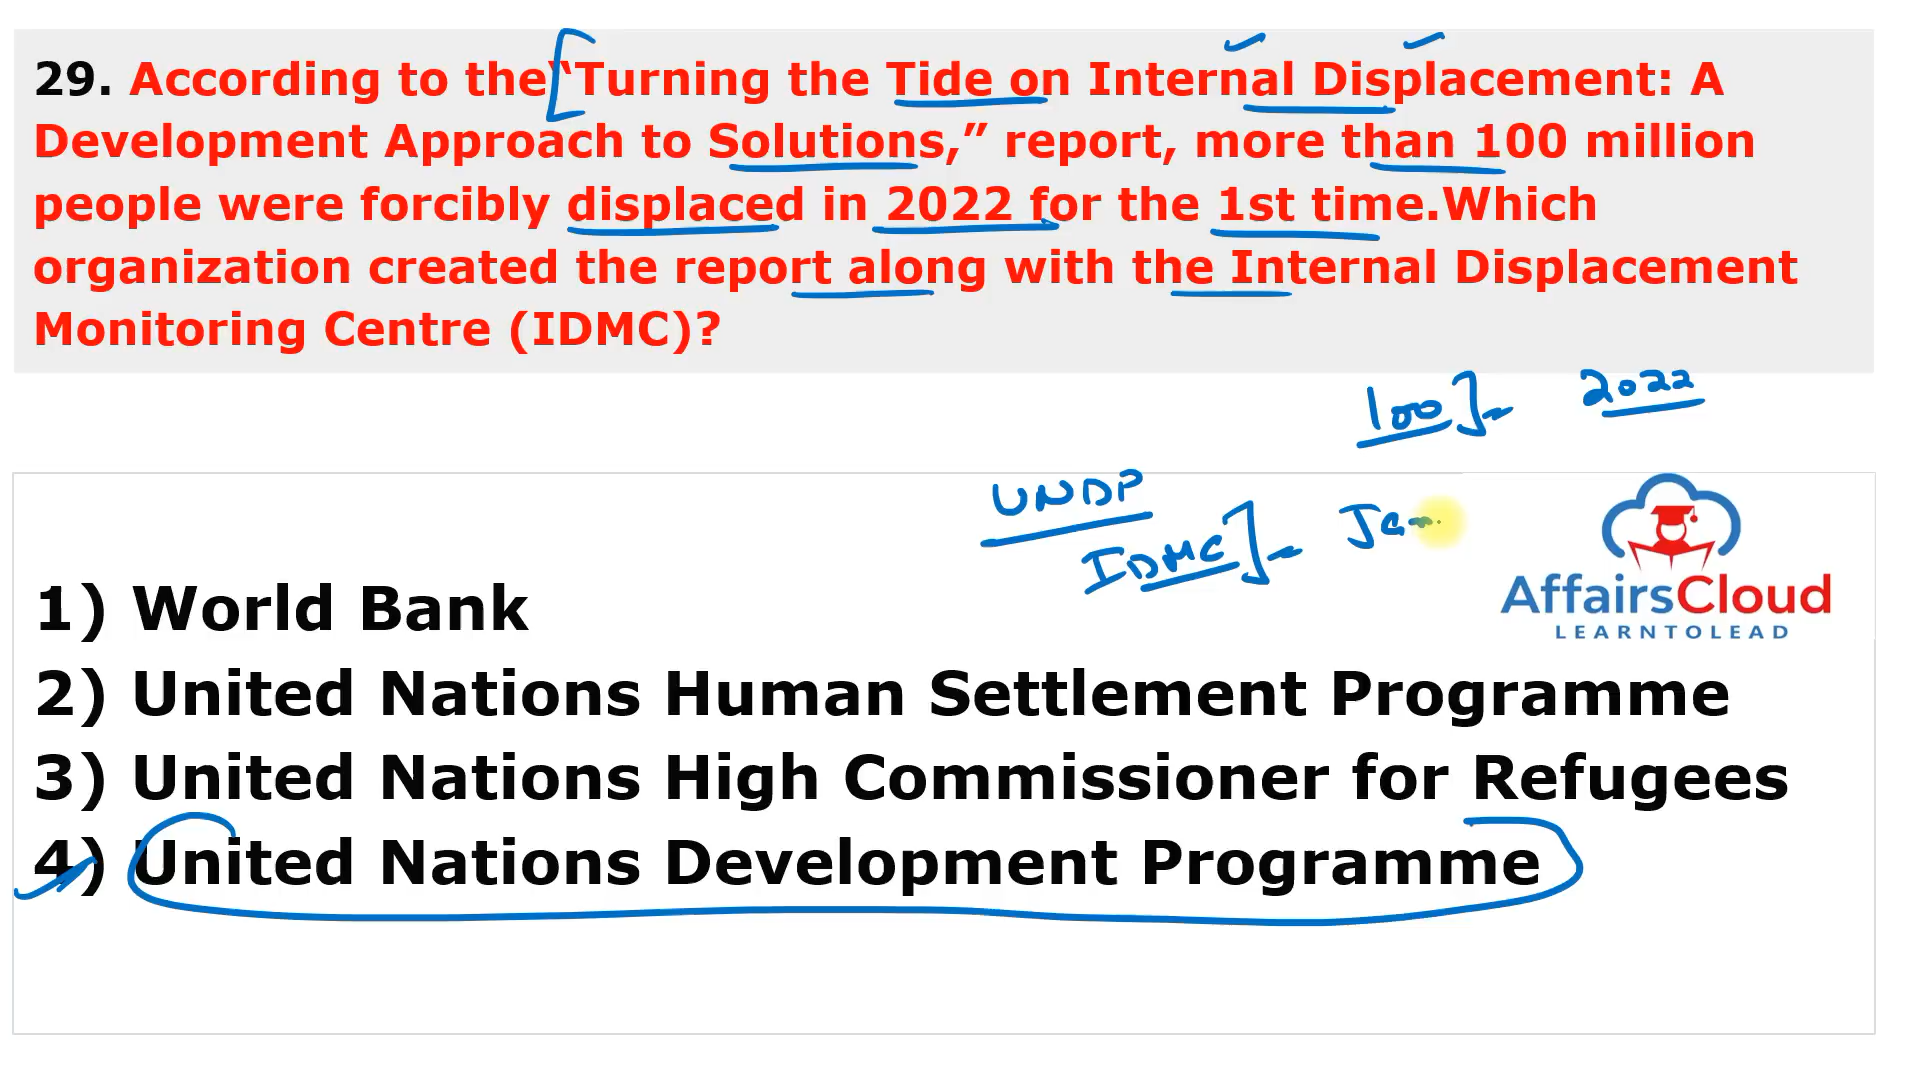 29. According to the“Turning the Tide on Internal Displacement: A
Development Approach to Solutions,” report, more than 100 million
people were forcibly displaced in 2022 for the 1st time.Which
organization created the report along with the Internal Displacement
Monitoring Centre (IDMC)?
100 2022
UNDP
IDMC Jan
AffairsCloud
LEARNTOLEAD
1) World Bank
2) United Nations Human Settlement Programme
3) United Nations High Commissioner for Refugees
4) United Nations Development Programme